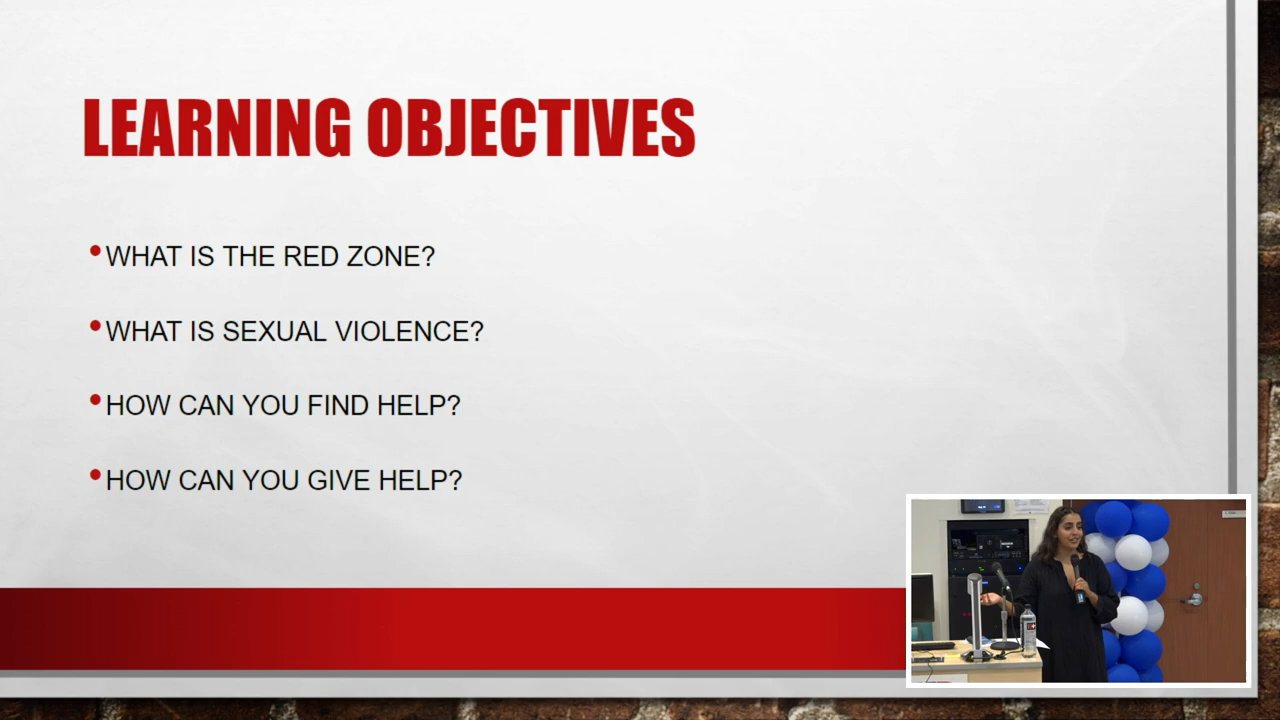 LEARNING OBJECTIVES
•WHAT IS THE RED ZONE?
•WHAT IS SEXUAL VIOLENCE?
•HOW CAN YOU FIND HELP?
•HOW CAN YOU GIVE HELP?